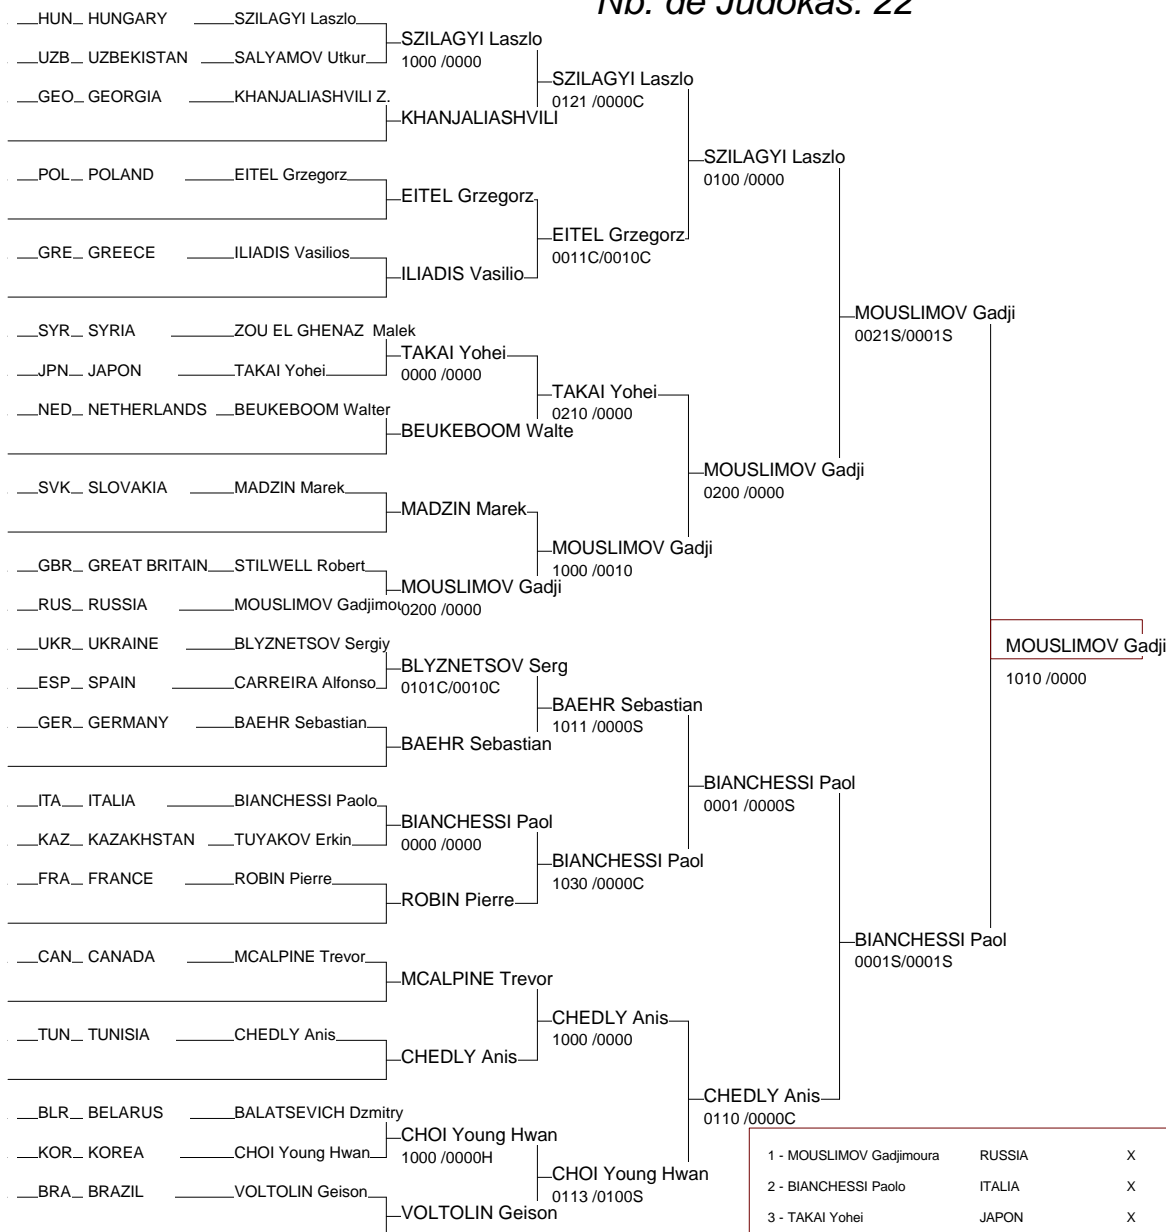 Nb. de Judokas: 22
HUN HUNGARY SZILAGYI Laszlo
SZILAGYI Laszlo
UZB UZBEKISTAN SALYAMOV Utkur
1000 /0000
SZILAGYI Laszlo
GEO GEORGIA KHANJALIASHVILI Z.
0121 /0000C
KHANJALIASHVILI
SZILAGYI Laszlo
0100 /0000
POL POLAND EITEL Grzegorz
EITEL Grzegorz
EITEL Grzegorz
0011C/0010C
GRE GREECE ILIADIS Vasilios
ILIADIS Vasilio
MOUSLIMOV Gadji
0021S/0001S
SYR SYRIA ZOU EL GHENAZ Malek
TAKAI Yohei
JPN JAPON TAKAI Yohei
0000 /0000
TAKAI Yohei
0210 /0000
NED NETHERLANDS BEUKEBOOM Walter
BEUKEBOOM Walte
MOUSLIMOV Gadji
0200 /0000
SVK SLOVAKIA MADZIN Marek
MADZIN Marek
MOUSLIMOV Gadji
1000 /0010
GBR GREAT BRITAIN STILWELL Robert
MOUSLIMOV Gadji
RUS RUSSIA MOUSLIMOV Gadjimou
0200 /0000
UKR UKRAINE BLYZNETSOV Sergiy
MOUSLIMOV Gadji
1010 /0000
BLYZNETSOV Serg
ESP SPAIN CARREIRA Alfonso
0101C/0010C
BAEHR Sebastian
1011 /0000S
GER GERMANY BAEHR Sebastian
BAEHR Sebastian
BIANCHESSI Paol
0001 /0000S
ITA ITALIA BIANCHESSI Paolo
BIANCHESSI Paol
KAZ KAZAKHSTAN TUYAKOV Erkin
0000 /0000
BIANCHESSI Paol
1030 /0000C
FRA FRANCE ROBIN Pierre
ROBIN Pierre
BIANCHESSI Paol
0001S/0001S
CAN CANADA MCALPINE Trevor
MCALPINE Trevor
CHEDLY Anis
1000 /0000
TUN TUNISIA CHEDLY Anis
CHEDLY Anis
CHEDLY Anis
0110 /0000C
BLR BELARUS BALATSEVICH Dzmitry
CHOI Young Hwan
KOR KOREA CHOI Young Hwan
1000 /0000H
CHOI Young Hwan
0113 /0100S
BRA BRAZIL VOLTOLIN Geison
VOLTOLIN Geison
1 - MOUSLIMOV Gadjimoura RUSSIA X
2 - BIANCHESSI Paolo ITALIA X
3 - TAKAI Yohei JAPON X